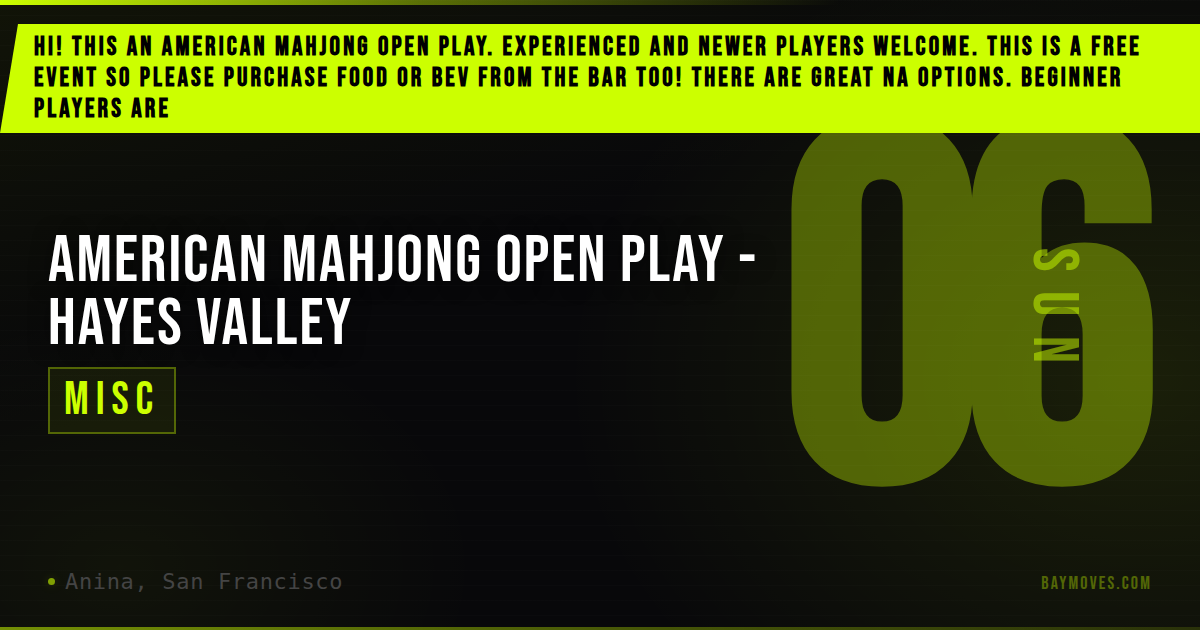 HI! THIS AN AMERICAN MAHJONG OPEN PLAY. EXPERIENCED AND NEWER PLAYERS WELCOME. THIS IS A FREE
EVENT SO PLEASE PURCHASE FOOD OR BEV FROM THE BAR TOO! THERE ARE GREAT NA OPTIONS. BEGINNER
PLAYERS ARE
06
SUN
AMERICAN MAHJONG OPEN PLAY -
HAYES VALLEY
MISC
Anina, San Francisco
BAYMOVES.COM